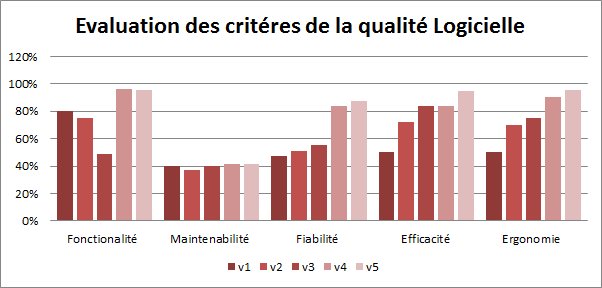 Evaluation des critéres de la qualité Logicielle
120%
100%
80%
60%
40%
20%
0%
Fonctionalité Maintenabilité Fiabilité Efficacité Ergonomie
v1 v2 v3 v4 v5